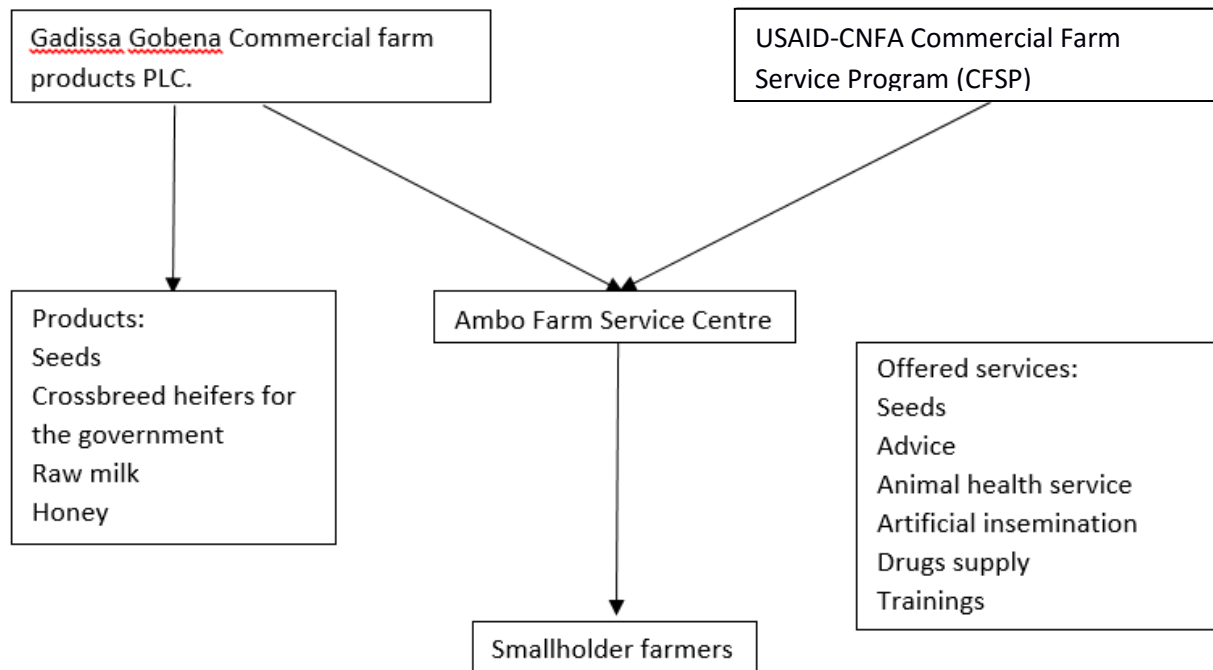 Gadissa Gobena Commercial farm
products PLC.
USAID-CNFA Commercial Farm
Service Program (CFSP)
Products:
Seeds
Crossbreed heifers for
the government
Raw milk
Honey
Ambo Farm Service Centre
Offered services:
Seeds
Advice
Animal health service
Artificial insemination
Drugs supply
Trainings
Smallholder farmers